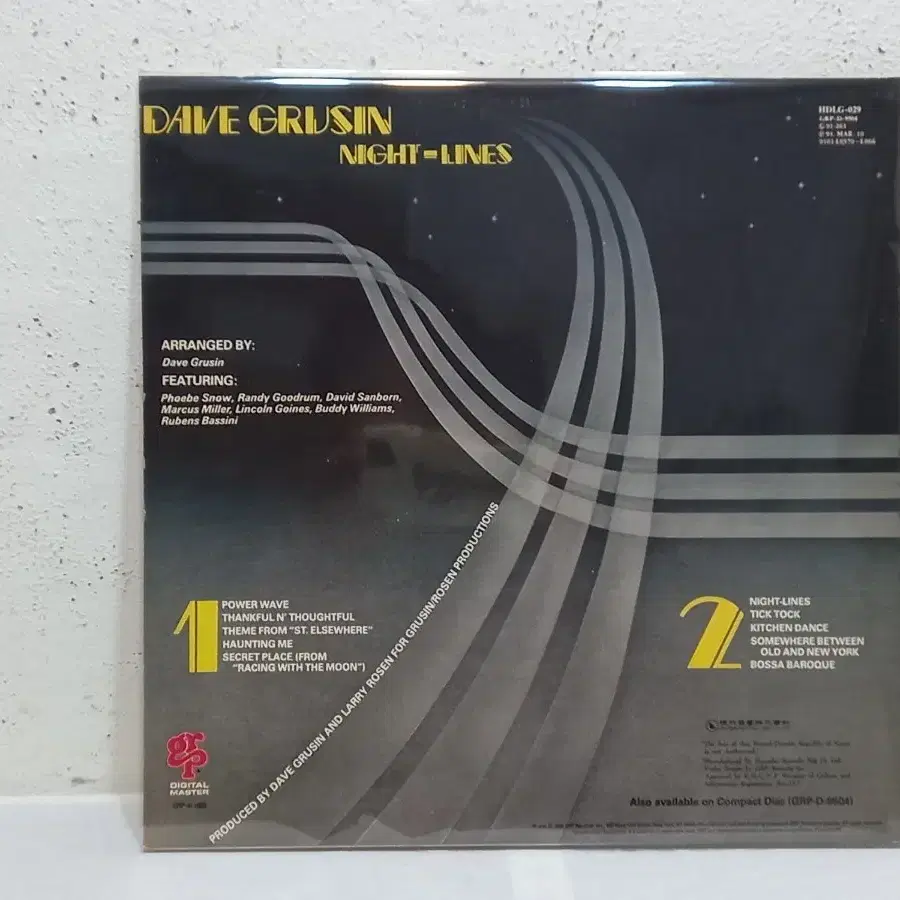 DAVE GRUSIN
NIGHT-LINES
HDLG-029
GRP-D-9504
ARRANGED BY:
Dave Grusin
FEATURING:
Phoebe Snow, Randy Goodrum, David Sanborn,
Marcus Miller, Lincoln Goines, Buddy Williams,
Rubens Bassini
PRODUCED BY DAVE GRUSIN AND LARRY ROSEN FOR GRUSIN/ROSEN PRODUCTIONS
1
POWER WAVE
THANKFUL N' THOUGHTFUL
THEME FROM "ST. ELSEWHERE"
HAUNTING ME
SECRET PLACE (FROM
"RACING WITH THE MOON")
2
NIGHT-LINES
TICK TOCK
KITCHEN DANCE
SOMEWHERE BETWEEN
OLD AND NEW YORK
BOSSA BAROQUE
grp
DIGITAL
MASTER
Also available on Compact Disc (GRP-D-9504)